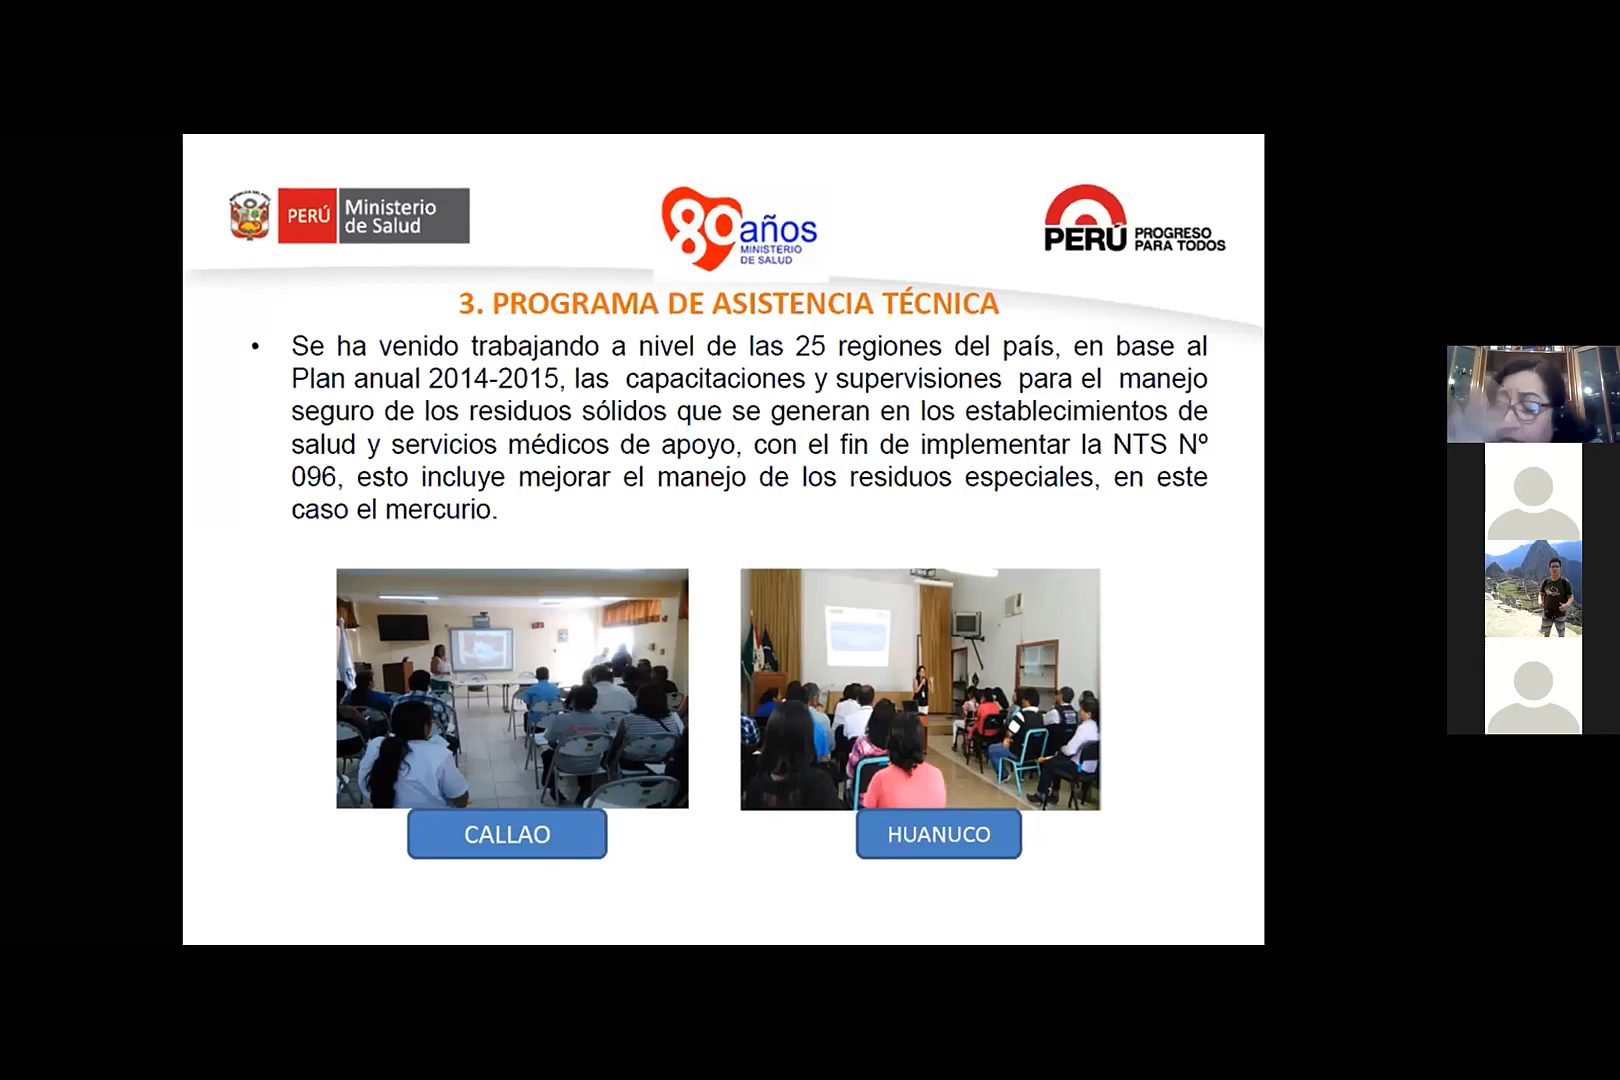 PERÚ
Ministerio
de Salud
80 años
MINISTERIO
DE SALUD
PERÚ PROGRESO
PARA TODOS
3. PROGRAMA DE ASISTENCIA TÉCNICA
• Se ha venido trabajando a nivel de las 25 regiones del país, en base al
Plan anual 2014-2015, las capacitaciones y supervisiones para el manejo
seguro de los residuos sólidos que se generan en los establecimientos de
salud y servicios médicos de apoyo, con el fin de implementar la NTS Nº
096, esto incluye mejorar el manejo de los residuos especiales, en este
caso el mercurio.
CALLAO
HUANUCO